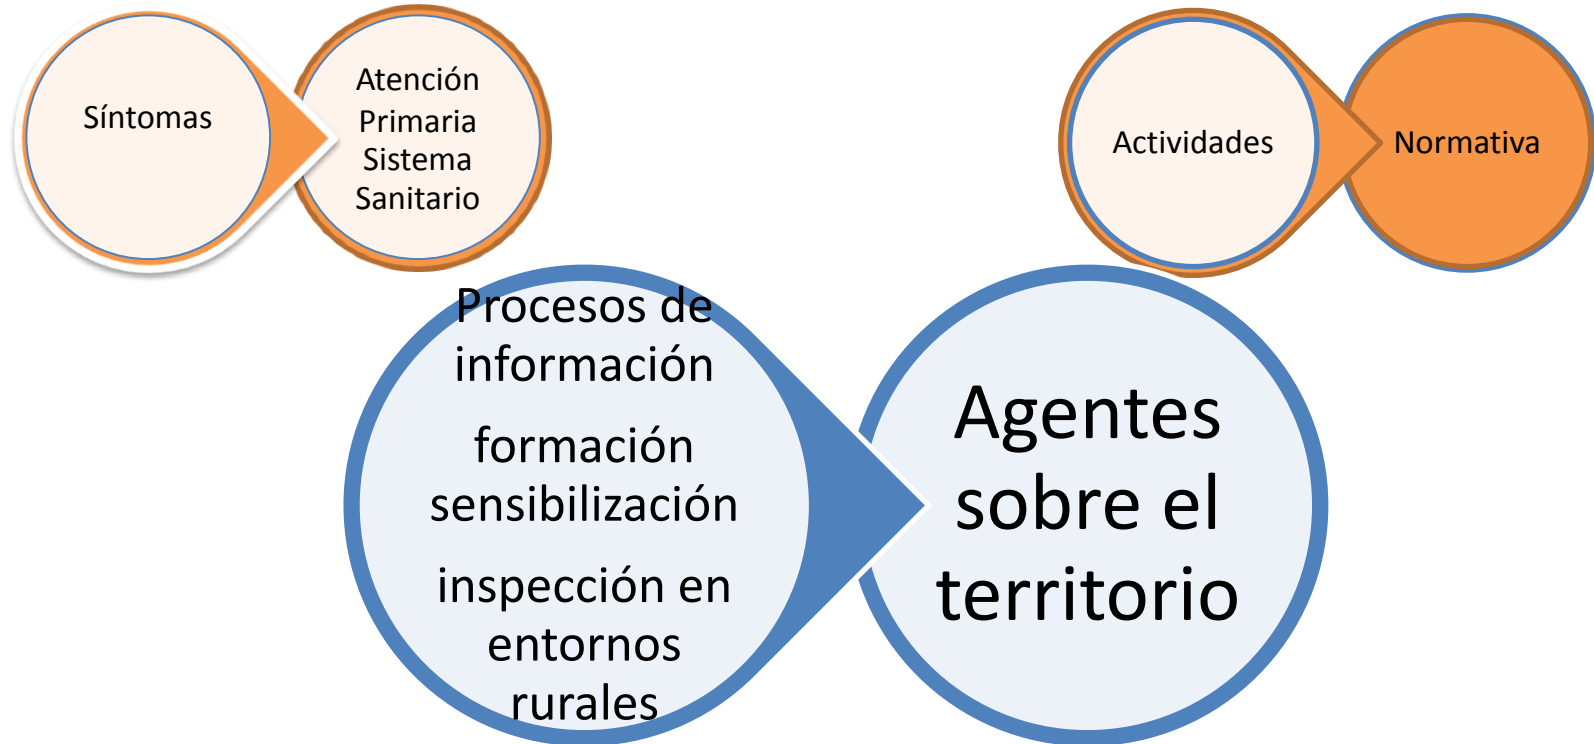 Síntomas
Atención
Primaria
Sistema
Sanitario
Actividades
Normativa
Procesos de
información
formación
sensibilización
inspección en
entornos
rurales
Agentes
sobre el
territorio